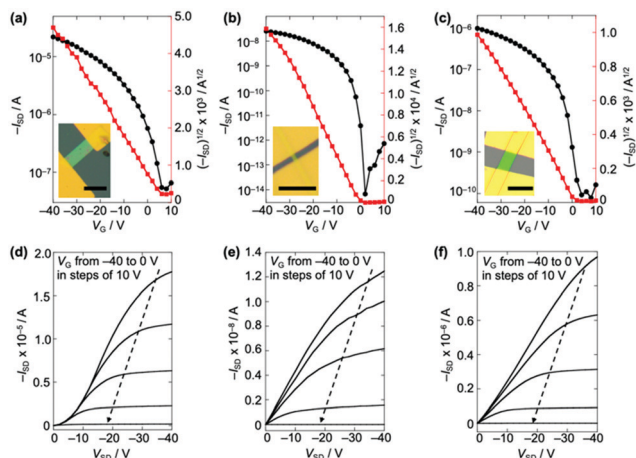 (a)
−I_SD / A
10⁻⁵
10⁻⁶
10⁻⁷
5.0
4.0
3.0
2.0
1.0
0
(−I_SD)^1/2 x 10³ / A^1/2
−40 −30 −20 −10 0 10
V_G / V
(b)
−I_SD / A
10⁻⁷
10⁻⁸
10⁻⁹
10⁻¹⁰
10⁻¹¹
10⁻¹²
10⁻¹³
10⁻¹⁴
1.6
1.4
1.2
1.0
0.8
0.6
0.4
0.2
0
(−I_SD)^1/2 x 10⁴ / A^1/2
−40 −30 −20 −10 0 10
V_G / V
(c)
−I_SD / A
10⁻⁶
10⁻⁷
10⁻⁸
10⁻⁹
10⁻¹⁰
1.0
0.8
0.6
0.4
0.2
0
(−I_SD)^1/2 x 10³ / A^1/2
−40 −30 −20 −10 0 10
V_G / V
(d)
V_G from −40 to 0 V
in steps of 10 V
−I_SD x 10⁻⁵ / A
2.0
1.5
1.0
0.5
0
0 −10 −20 −30 −40
V_SD / V
(e)
V_G from −40 to 0 V
in steps of 10 V
−I_SD x 10⁻⁸ / A
1.4
1.2
1.0
0.8
0.6
0.4
0.2
0
0 −10 −20 −30 −40
V_SD / V
(f)
V_G from −40 to 0 V
in steps of 10 V
−I_SD x 10⁻⁶ / A
1.0
0.8
0.6
0.4
0.2
0
0 −10 −20 −30 −40
V_SD / V